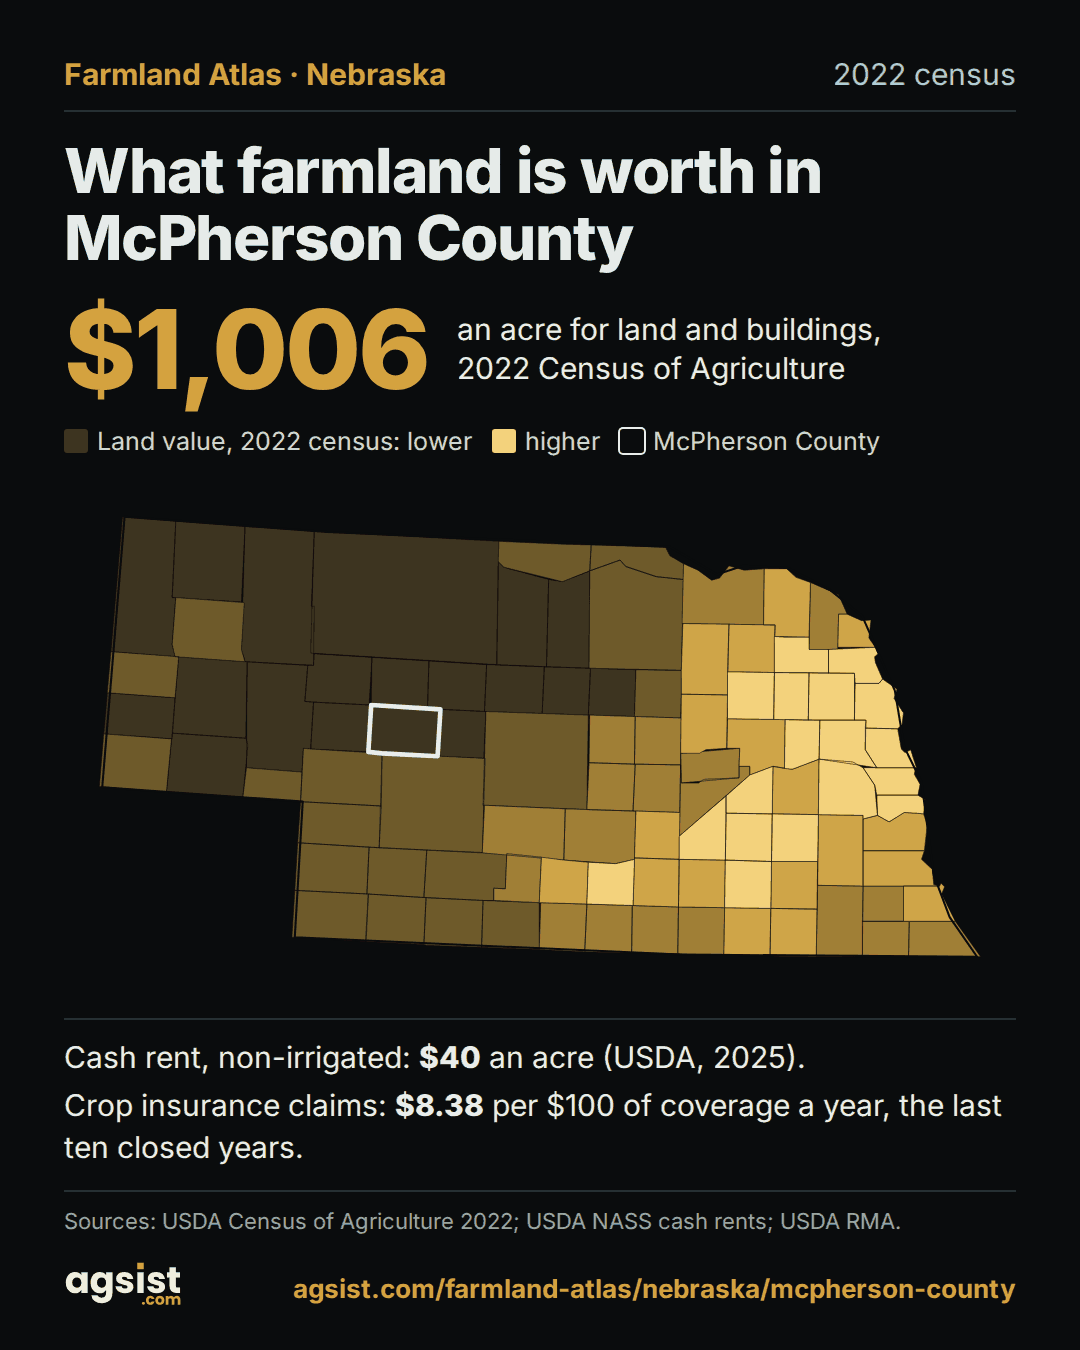 Farmland Atlas · Nebraska
2022 census
What farmland is worth in
McPherson County
$1,006
an acre for land and buildings,
2022 Census of Agriculture
Land value, 2022 census: lower
higher
McPherson County
Cash rent, non-irrigated: $40 an acre (USDA, 2025).
Crop insurance claims: $8.38 per $100 of coverage a year, the last
ten closed years.
Sources: USDA Census of Agriculture 2022; USDA NASS cash rents; USDA RMA.
agsist
.com
agsist.com/farmland-atlas/nebraska/mcpherson-county